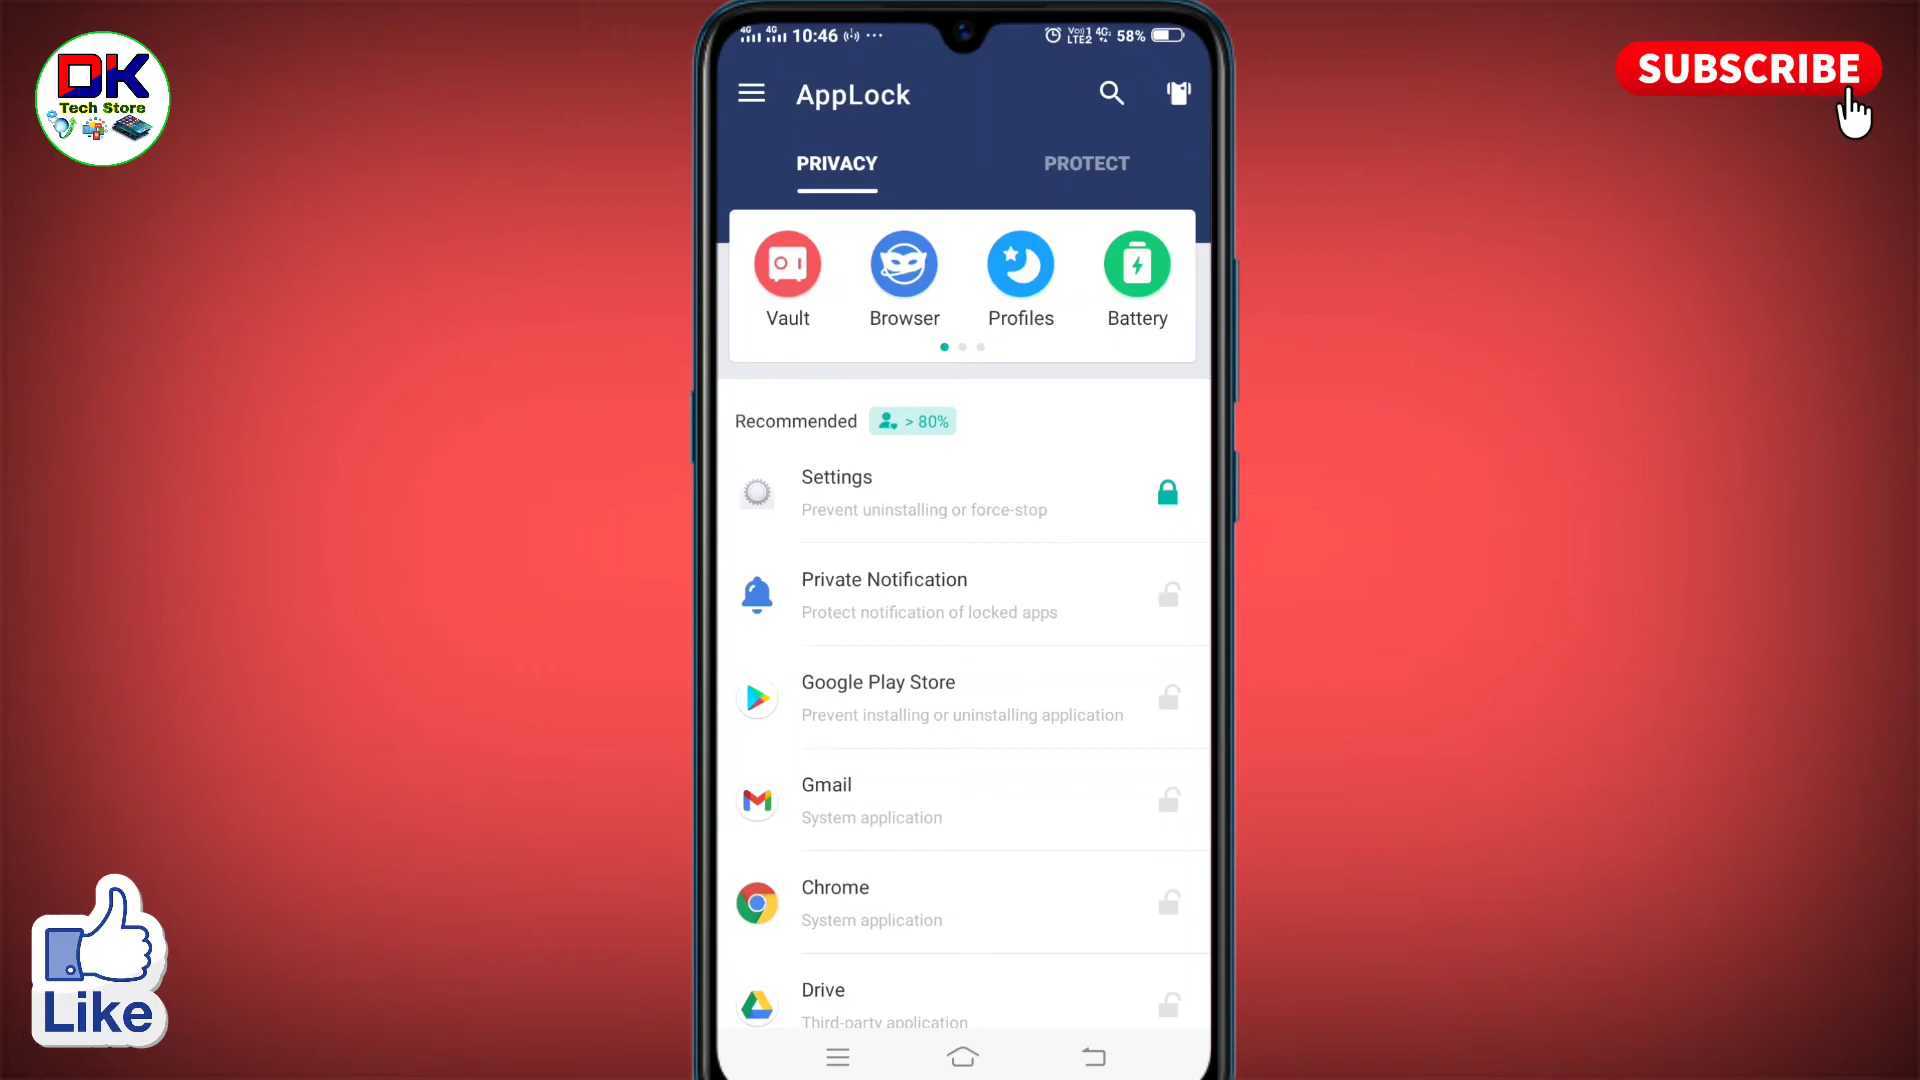 DK
Tech Store
SUBSCRIBE
4G 4G 10:46 58%
AppLock
PRIVACY PROTECT
Vault Browser Profiles Battery
Recommended > 80%
Settings
Prevent uninstalling or force-stop
Private Notification
Protect notification of locked apps
Google Play Store
Prevent installing or uninstalling application
Gmail
System application
Chrome
System application
Drive
Third-party application
Like